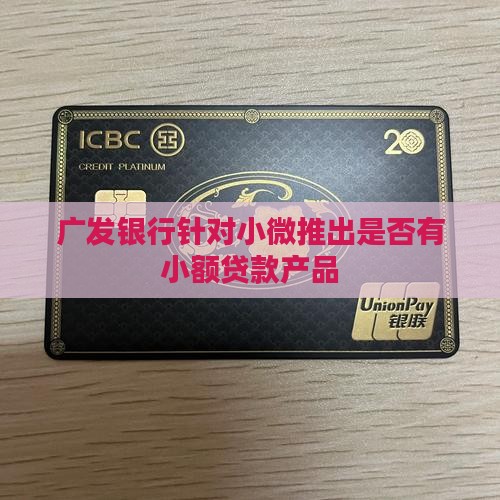 ICBC
20
CREDIT PLATINUM
广发银行针对小微推出是否有
小额贷款产品
UnionPay
银联